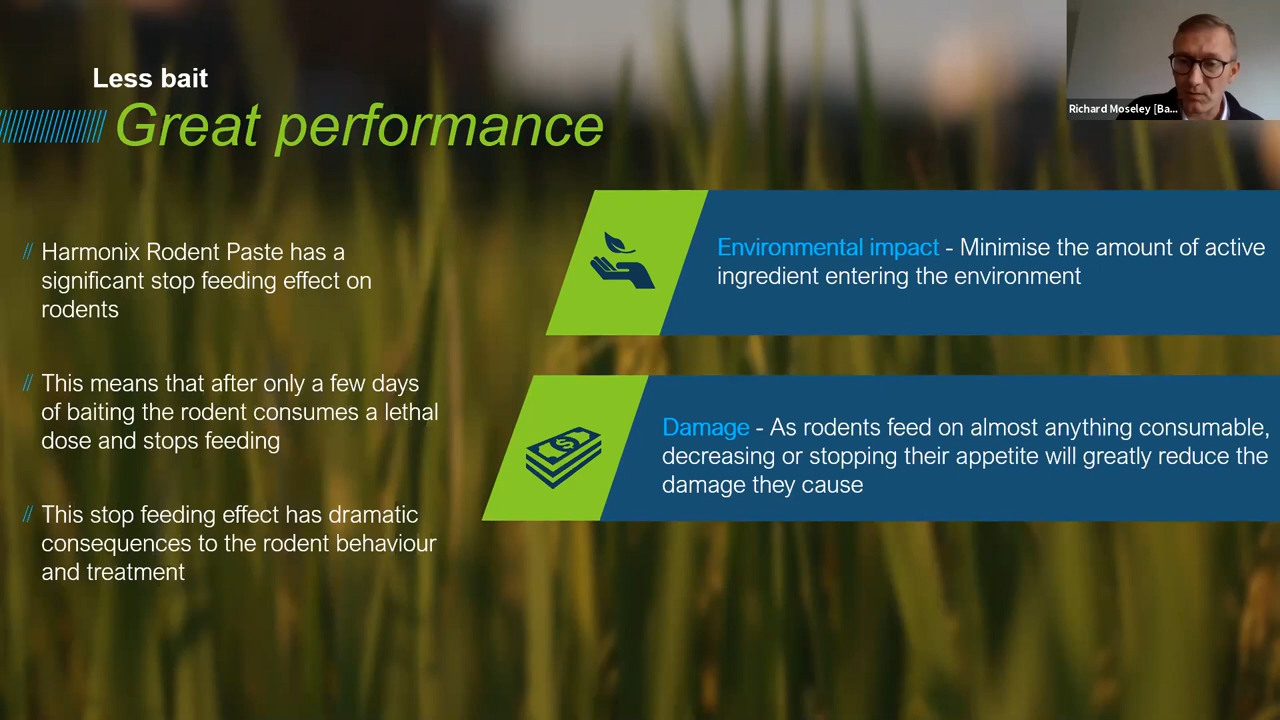 Less bait
Great performance
Richard Moseley [Ba...
// Harmonix Rodent Paste has a
significant stop feeding effect on
rodents
// This means that after only a few days
of baiting the rodent consumes a lethal
dose and stops feeding
// This stop feeding effect has dramatic
consequences to the rodent behaviour
and treatment
Environmental impact - Minimise the amount of active
ingredient entering the environment
Damage - As rodents feed on almost anything consumable,
decreasing or stopping their appetite will greatly reduce the
damage they cause